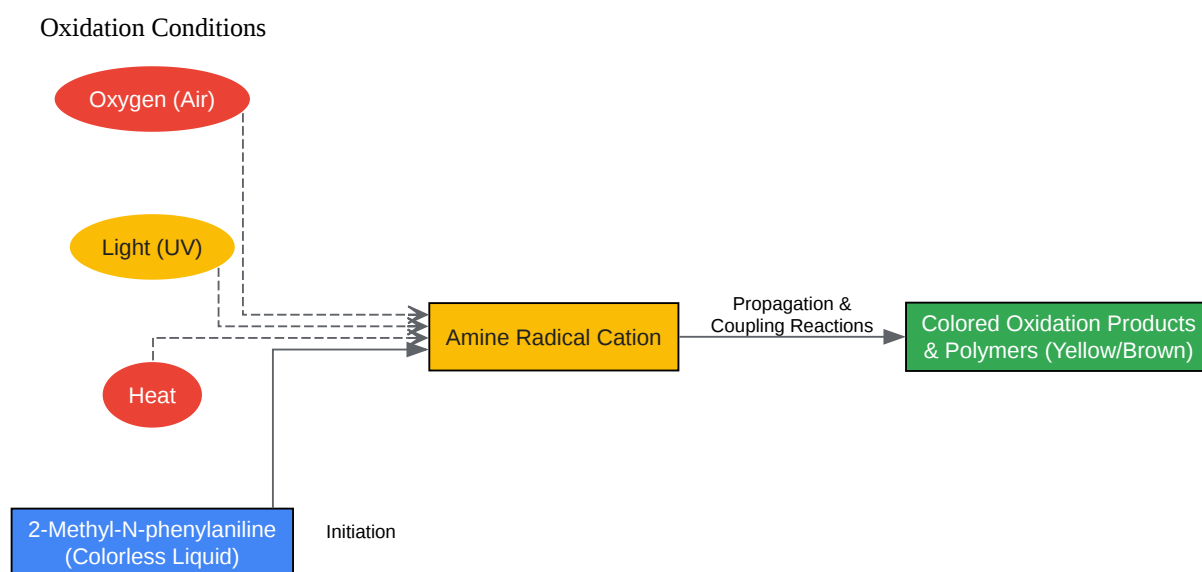 Oxidation Conditions
Oxygen (Air)
Light (UV)
Heat
2-Methyl-N-phenylaniline
(Colorless Liquid)
Initiation
Amine Radical Cation
Propagation &
Coupling Reactions
Colored Oxidation Products
& Polymers (Yellow/Brown)